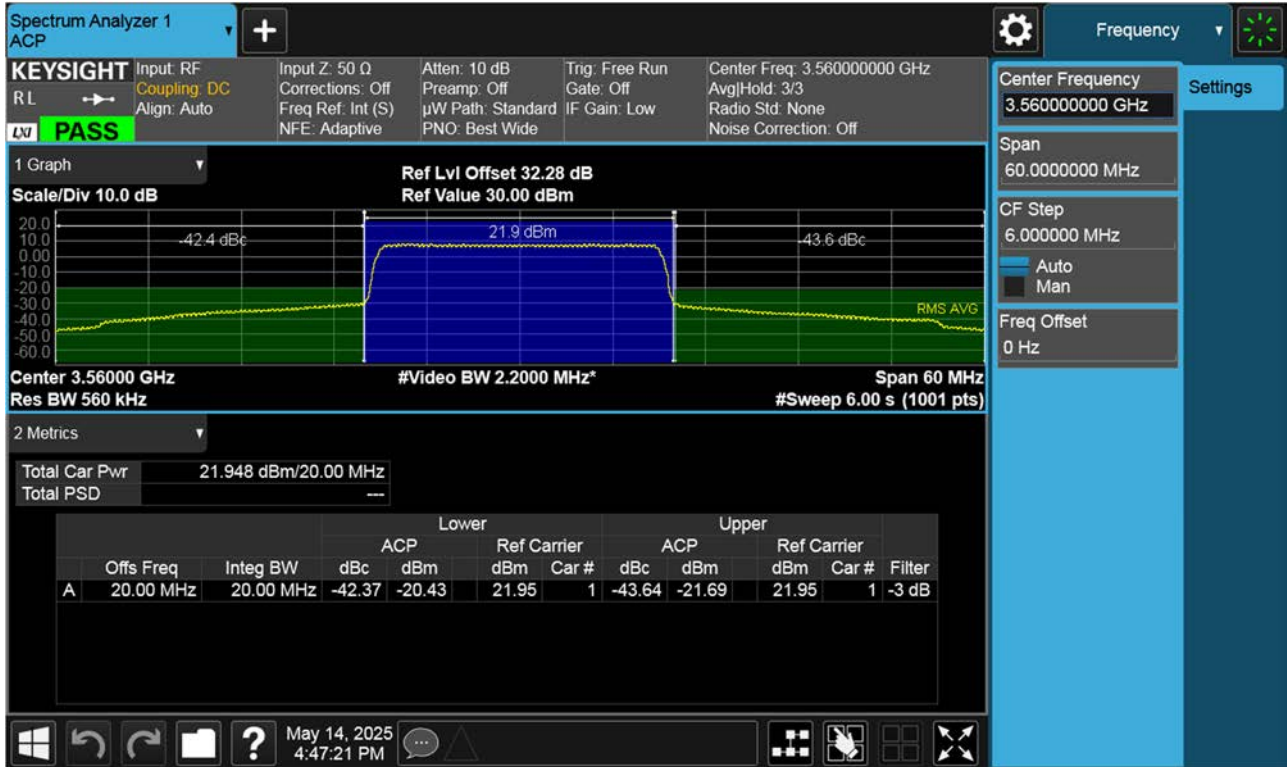 Spectrum Analyzer 1
ACP
+
Frequency
KEYSIGHT
RL
LXI
PASS
Input: RF
Coupling: DC
Align: Auto
Input Z: 50 Ω
Corrections: Off
Freq Ref: Int (S)
NFE: Adaptive
Atten: 10 dB
Preamp: Off
µW Path: Standard
PNO: Best Wide
Trig: Free Run
Gate: Off
IF Gain: Low
Center Freq: 3.560000000 GHz
Avg|Hold: 3/3
Radio Std: None
Noise Correction: Off
Center Frequency
3.560000000 GHz
Settings
Span
60.0000000 MHz
CF Step
6.000000 MHz
Auto
Man
Freq Offset
0 Hz
1 Graph
Scale/Div 10.0 dB
Ref Lvl Offset 32.28 dB
Ref Value 30.00 dBm
20.0
10.0
0.00
-10.0
-20.0
-30.0
-40.0
-50.0
-60.0
-42.4 dBc
21.9 dBm
-43.6 dBc
RMS AVG
Center 3.56000 GHz
#Video BW 2.2000 MHz*
Span 60 MHz
Res BW 560 kHz
#Sweep 6.00 s (1001 pts)
2 Metrics
Total Car Pwr 21.948 dBm/20.00 MHz
Total PSD ---
Lower Upper
ACP Ref Carrier ACP Ref Carrier
Offs Freq Integ BW dBc dBm dBm Car # dBc dBm dBm Car # Filter
A 20.00 MHz 20.00 MHz -42.37 -20.43 21.95 1 -43.64 -21.69 21.95 1 -3 dB
?
May 14, 2025
4:47:21 PM